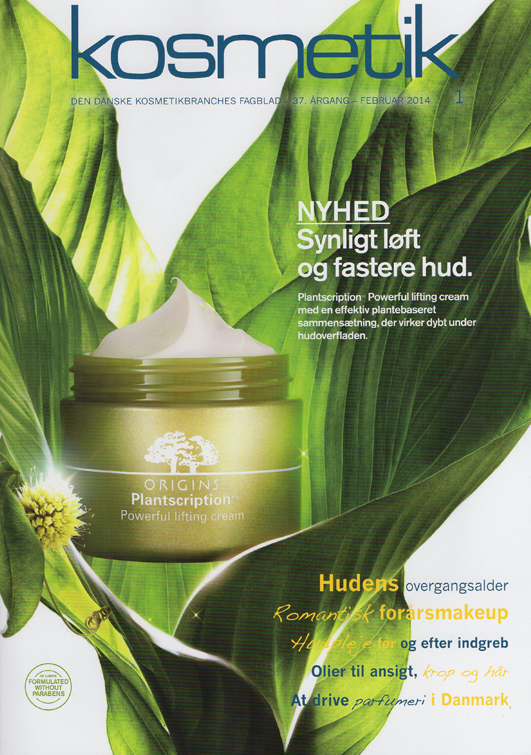 kosmetik
DEN DANSKE KOSMETIKBRANCHES FAGBLAD – 37. ÅRGANG – FEBRUAR 2014 1
NYHED
Synligt løft
og fastere hud.
Plantscription™ Powerful lifting cream
med en effektiv plantebaseret
sammensætning, der virker dybt under
hudoverfladen.
ORIGINS
Plantscription™
Powerful lifting cream
Hudens overgangsalder
Romantisk forårsmakeup
Hudpleje før og efter indgreb
Olier til ansigt, krop og hår
At drive parfumeri i Danmark
FORMULATED
WITHOUT
PARABENS